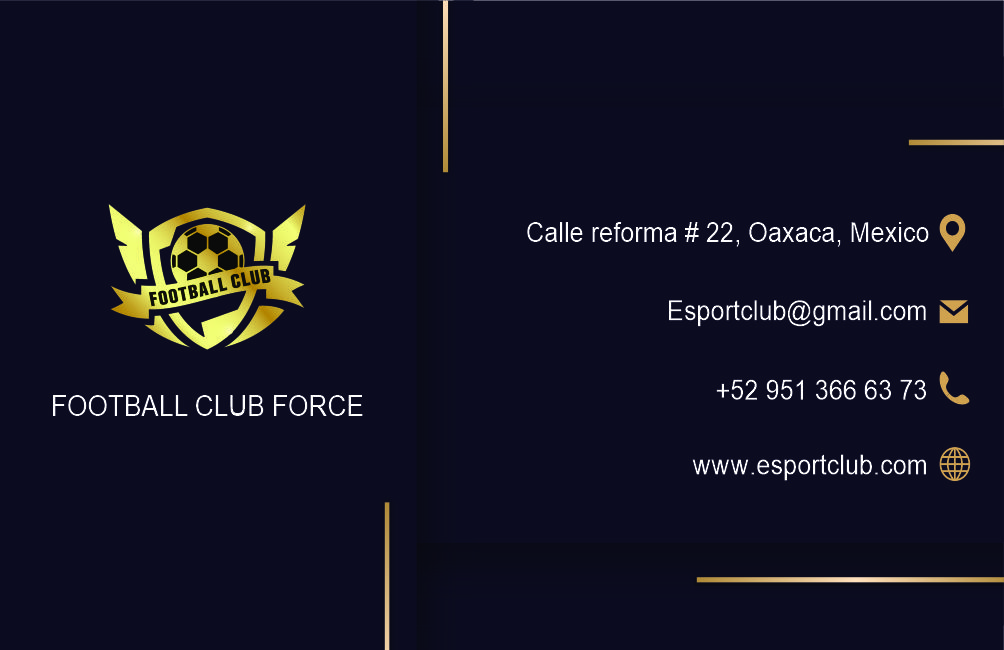 FOOTBALL CLUB
FOOTBALL CLUB FORCE
Calle reforma # 22, Oaxaca, Mexico
Esportclub@gmail.com
+52 951 366 63 73
www.esportclub.com